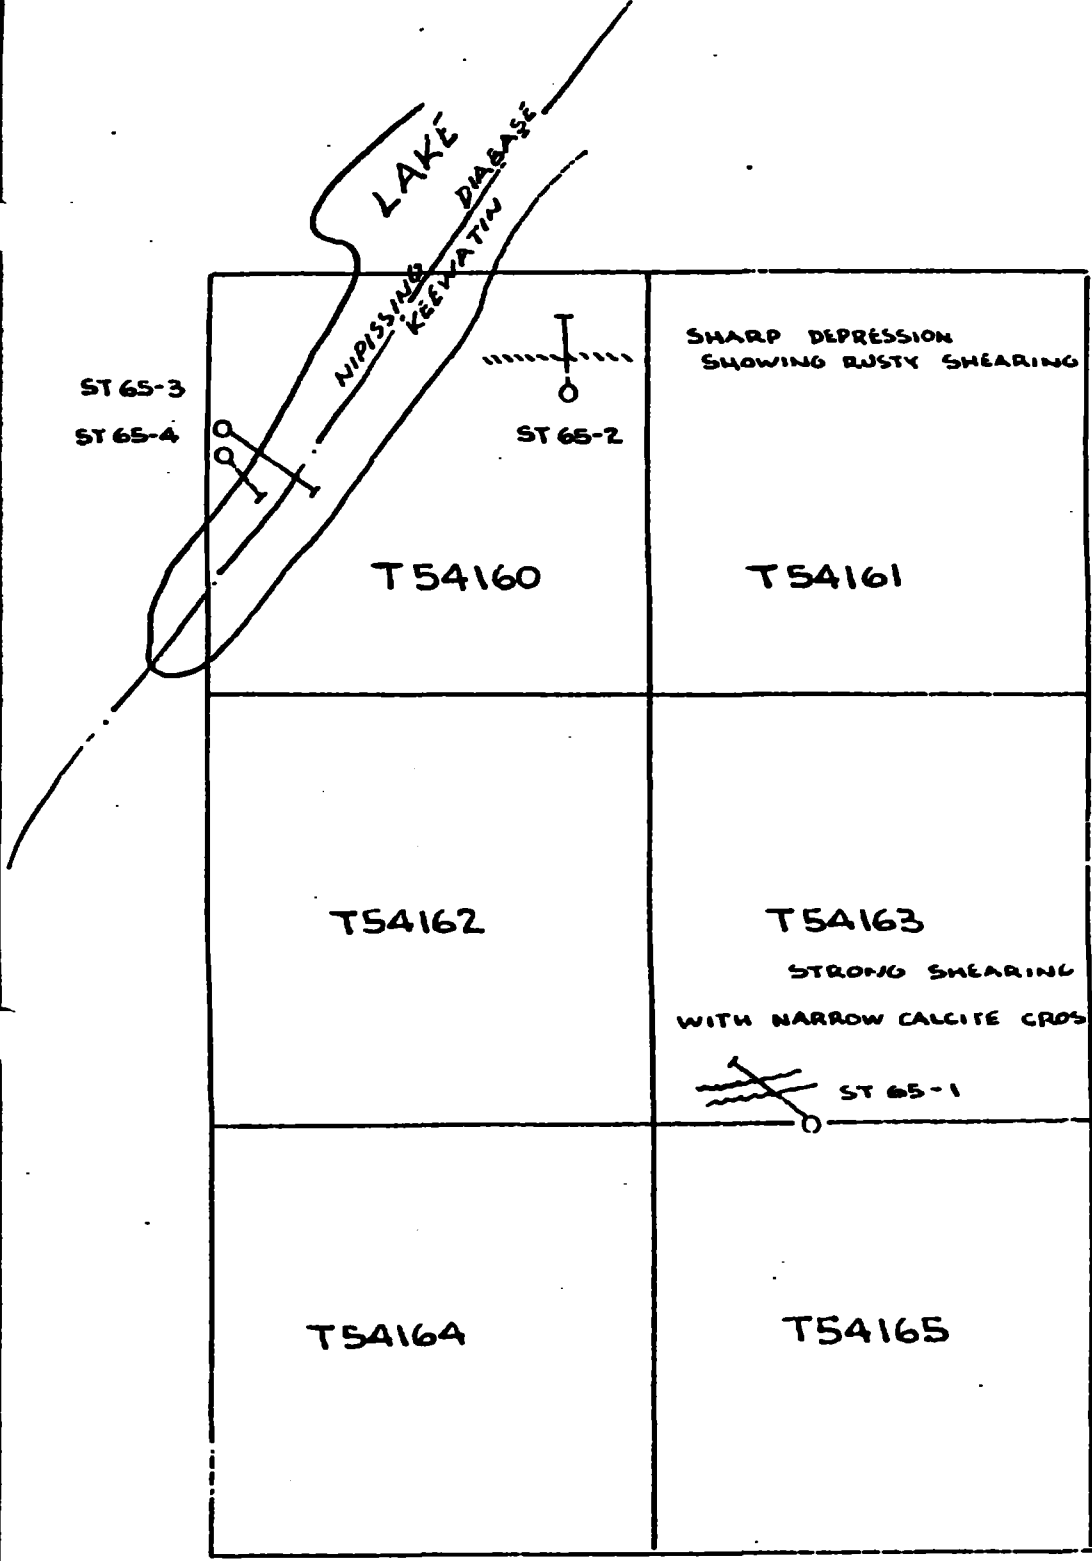 LAKE
NIPISSING DIABASE
KEEWATIN
SHARP DEPRESSION
SHOWING RUSTY SHEARING
ST 65-3
ST 65-4
ST 65-2
T54160
T54161
T54162
T54163
STRONG SHEARING
WITH NARROW CALCITE CROS
ST 65-1
T54164
T54165